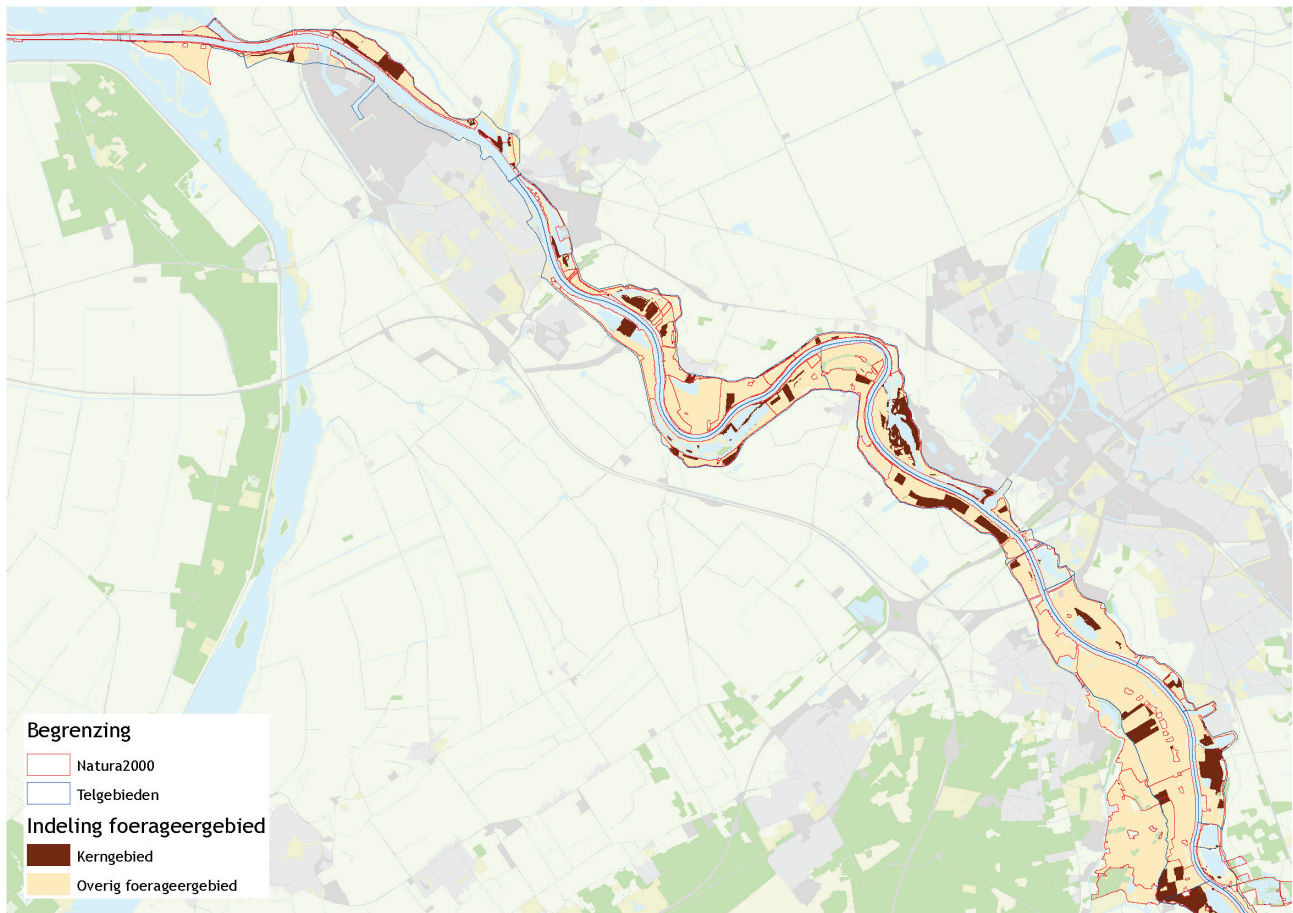 Begrenzing
Natura2000
Telgebieden
Indeling foerageergebied
Kerngebied
Overig foerageergebied